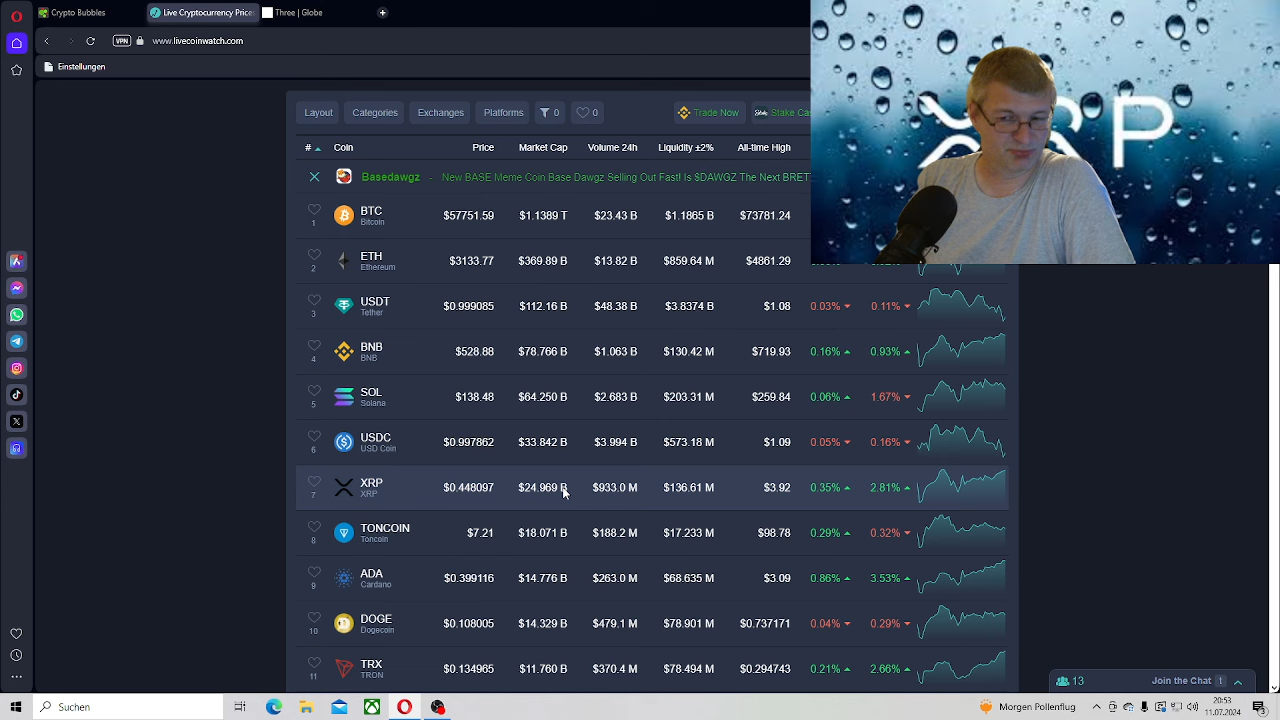 Crypto Bubbles
Live Cryptocurrency Price
Three | Globe
VPN
www.livecoinwatch.com
Einstellungen
XRP
Layout Categories Exchanges Platforms 0 0 Trade Now Stake Ca
# Coin Price Market Cap Volume 24h Liquidity ±2% All-time High
Basedawgz - New BASE Meme Coin Base Dawgz Selling Out Fast! Is $DAWGZ The Next BRET
1 BTC Bitcoin $57751.59 $1.1389 T $23.43 B $1.1865 B $73781.28
2 ETH Ethereum $3133.77 $369.89 B $13.82 B $859.64 M $4861.29
3 USDT Tether $0.999085 $112.16 B $48.38 B $3.8374 B $1.08 0.03% 0.11%
4 BNB BNB $528.88 $78.766 B $1.063 B $130.42 M $719.93 0.16% 0.93%
5 SOL Solana $138.48 $64.250 B $2.683 B $203.31 M $259.84 0.06% 1.67%
6 USDC USD Coin $0.997862 $33.842 B $3.994 B $573.18 M $1.09 0.05% 0.16%
7 XRP XRP $0.448097 $24.969 B $933.0 M $136.61 M $3.92 0.35% 2.81%
8 TONCOIN Toncoin $7.21 $18.071 B $188.2 M $17.233 M $98.78 0.29% 0.32%
9 ADA Cardano $0.399116 $14.776 B $263.0 M $68.635 M $3.09 0.86% 3.53%
10 DOGE Dogecoin $0.108005 $14.329 B $479.1 M $78.901 M $0.737171 0.04% 0.29%
11 TRX TRON $0.134965 $11.760 B $370.4 M $78.494 M $0.294743 0.21% 2.66%
13 Join the Chat 1
Suchen
Morgen Pollenflug
20:53
11.07.2024
3